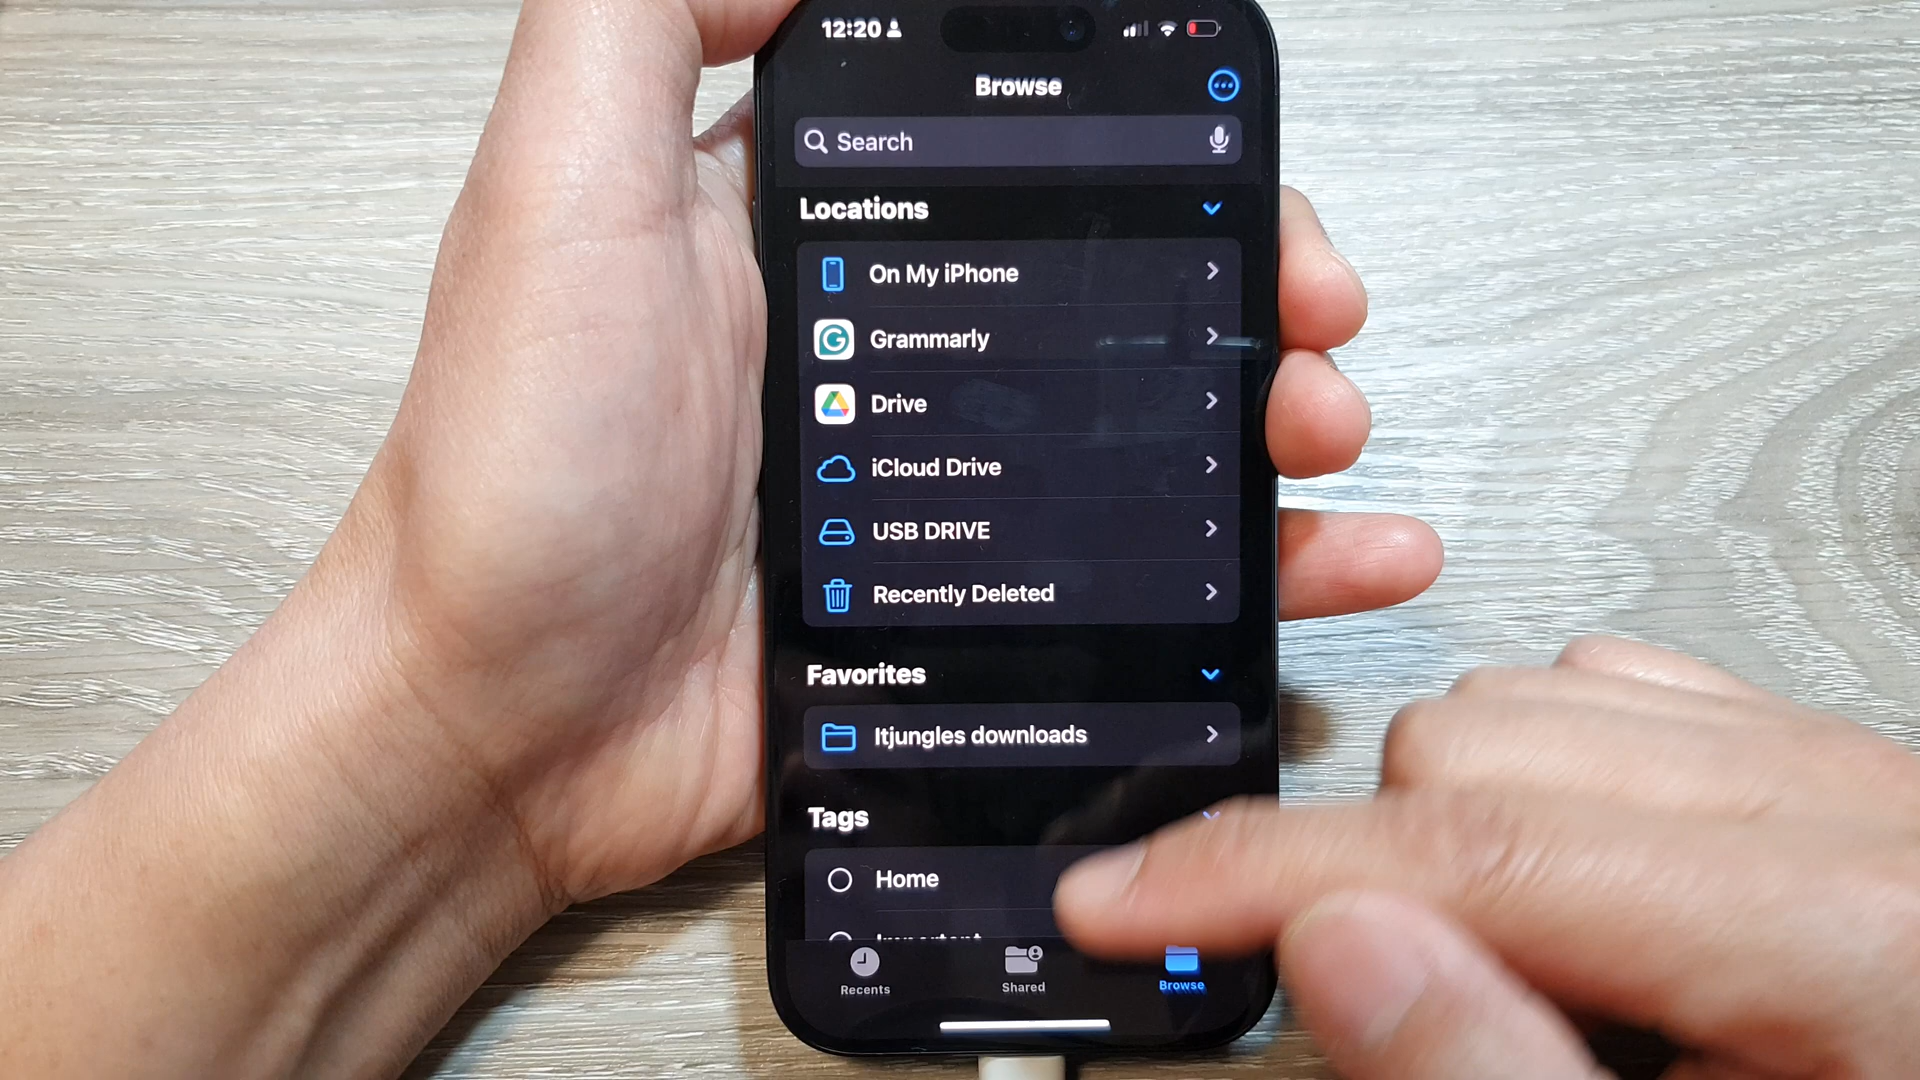 12:20
Browse
Search
Locations
On My iPhone
Grammarly
Drive
iCloud Drive
USB DRIVE
Recently Deleted
Favorites
Itjungles downloads
Tags
Home
Important
Recents
Shared
Browse